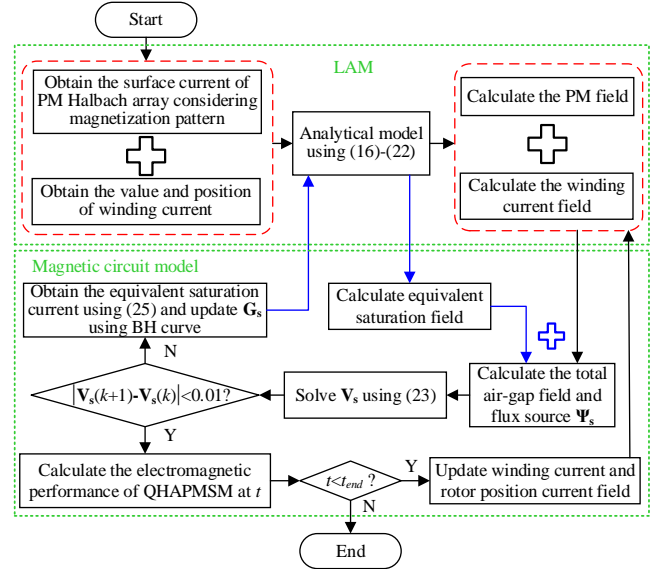 Start
LAM
Obtain the surface current of
PM Halbach array considering
magnetization pattern
Obtain the value and position
of winding current
Analytical model
using (16)-(22)
Calculate the PM field
Calculate the winding
current field
Magnetic circuit model
Obtain the equivalent saturation
current using (25) and update Gs
using BH curve
Calculate equivalent
saturation field
N
|Vs(k+1)-Vs(k)|<0.01?
Solve Vs using (23)
Calculate the total
air-gap field and
flux source Ψs
Y
Calculate the electromagnetic
performance of QHAPMSM at t
t<tend ?
Y
Update winding current and
rotor position current field
N
End